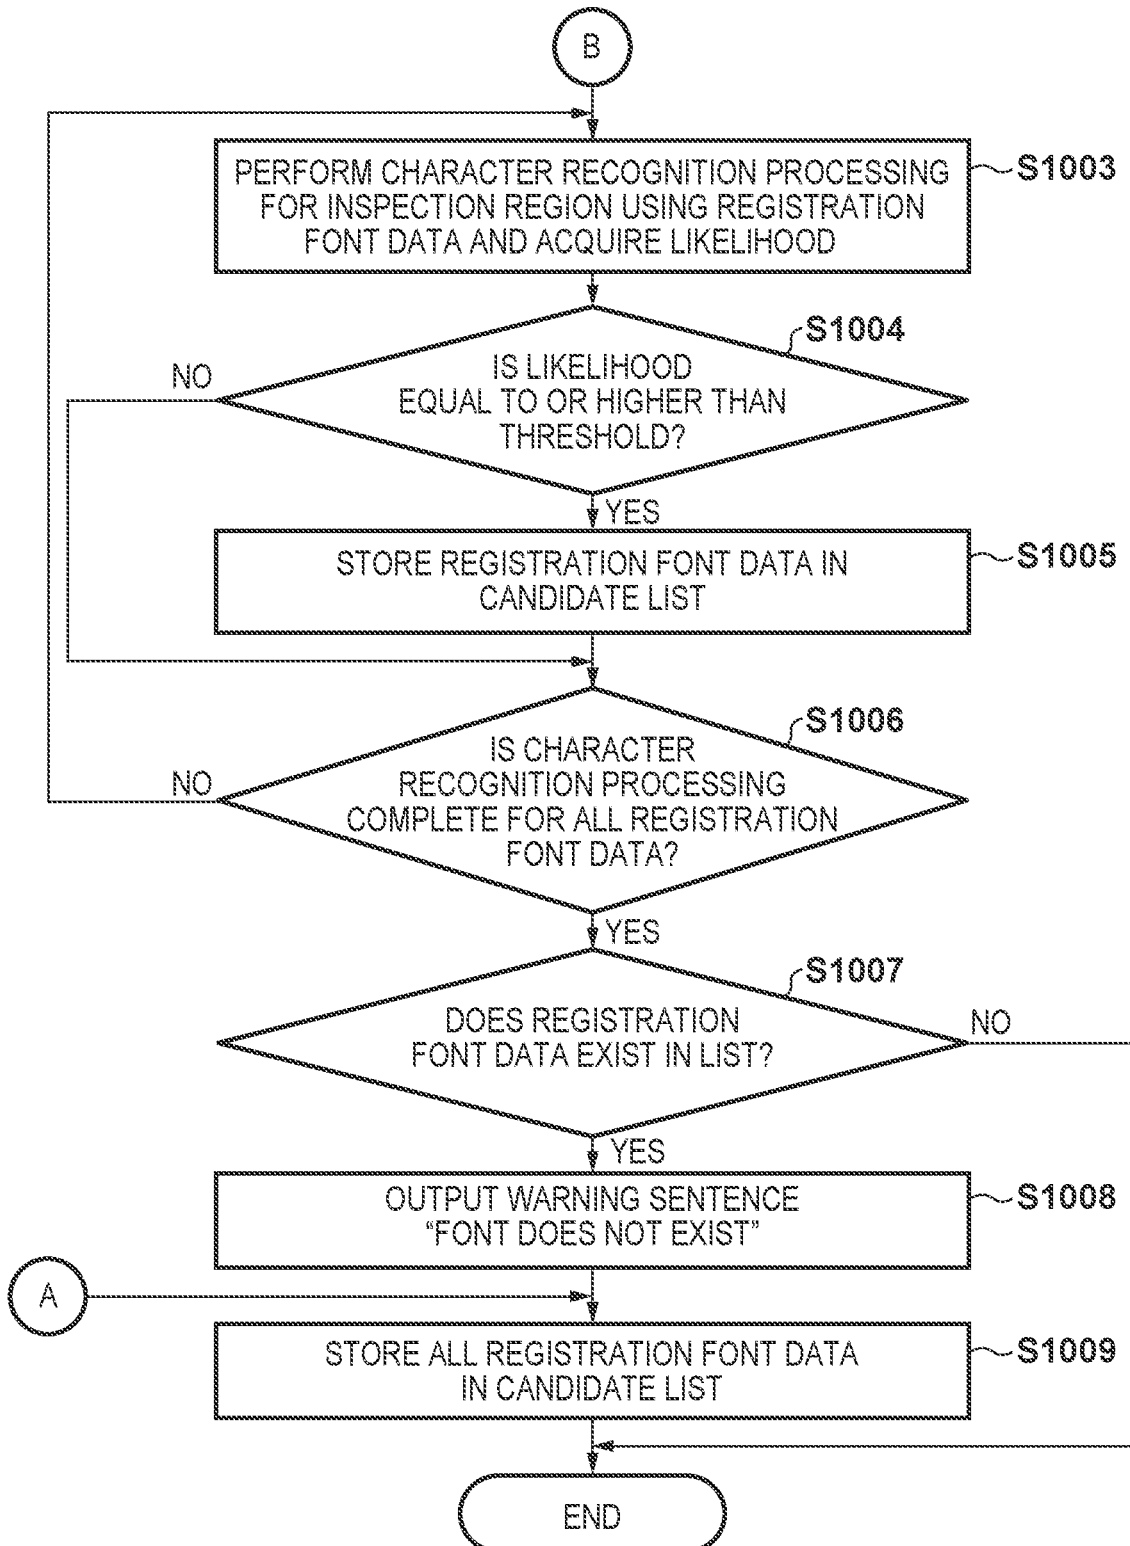 B
PERFORM CHARACTER RECOGNITION PROCESSING
FOR INSPECTION REGION USING REGISTRATION
FONT DATA AND ACQUIRE LIKELIHOOD
S1003
S1004
IS LIKELIHOOD
EQUAL TO OR HIGHER THAN
THRESHOLD?
NO
YES
STORE REGISTRATION FONT DATA IN
CANDIDATE LIST
S1005
S1006
IS CHARACTER
RECOGNITION PROCESSING
COMPLETE FOR ALL REGISTRATION
FONT DATA?
NO
YES
S1007
DOES REGISTRATION
FONT DATA EXIST IN LIST?
NO
YES
OUTPUT WARNING SENTENCE
“FONT DOES NOT EXIST”
S1008
A
STORE ALL REGISTRATION FONT DATA
IN CANDIDATE LIST
S1009
END